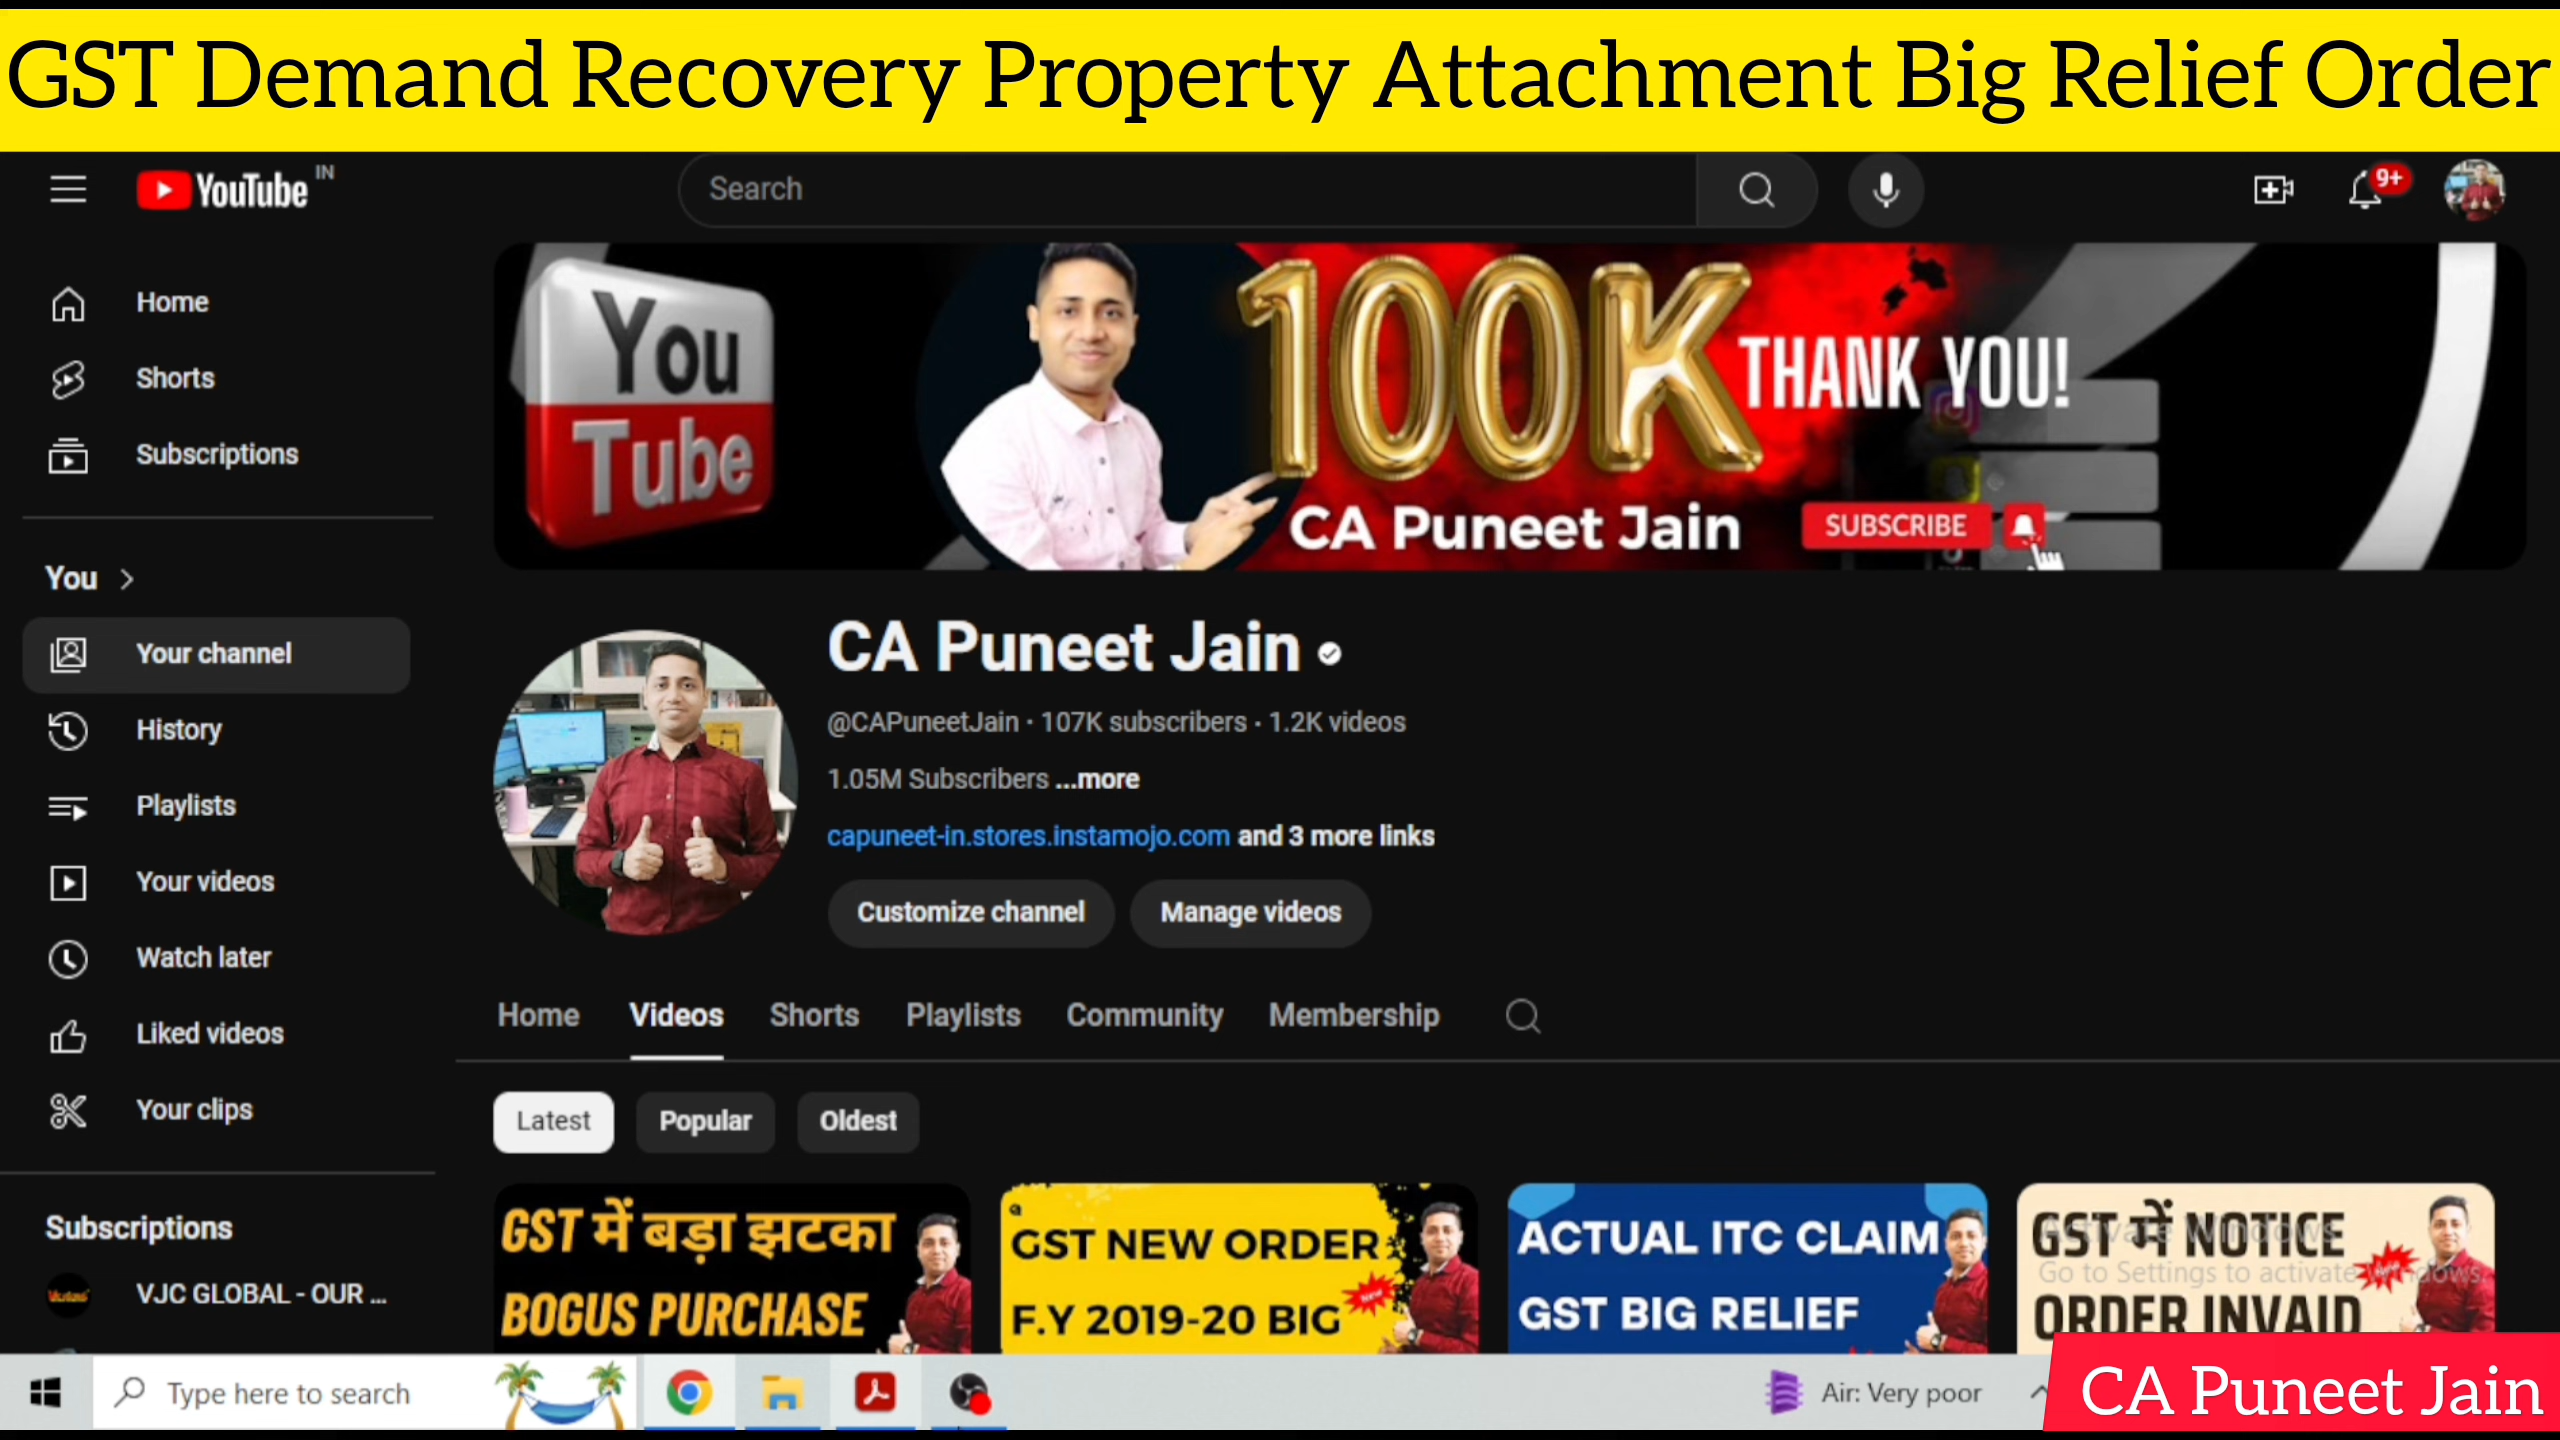 GST Demand Recovery Property Attachment Big Relief Order
YouTube IN
Search
9+
Home
Shorts
Subscriptions
You
Your channel
History
Playlists
Your videos
Watch later
Liked videos
Your clips
Subscriptions
VJC GLOBAL - OUR ...
You
Tube
100K
THANK YOU!
CA Puneet Jain
SUBSCRIBE
CA Puneet Jain
@CAPuneetJain · 107K subscribers · 1.2K videos
1.05M Subscribers ...more
capuneet-in.stores.instamojo.com and 3 more links
Customize channel
Manage videos
Home Videos Shorts Playlists Community Membership
Latest Popular Oldest
GST में बड़ा झटका
BOGUS PURCHASE
GST NEW ORDER
F.Y 2019-20 BIG
New
ACTUAL ITC CLAIM
GST BIG RELIEF
GST में NOTICE
ORDER INVAID
Activate Windows
Go to Settings to activate Windows.
Type here to search
Air: Very poor
CA Puneet Jain